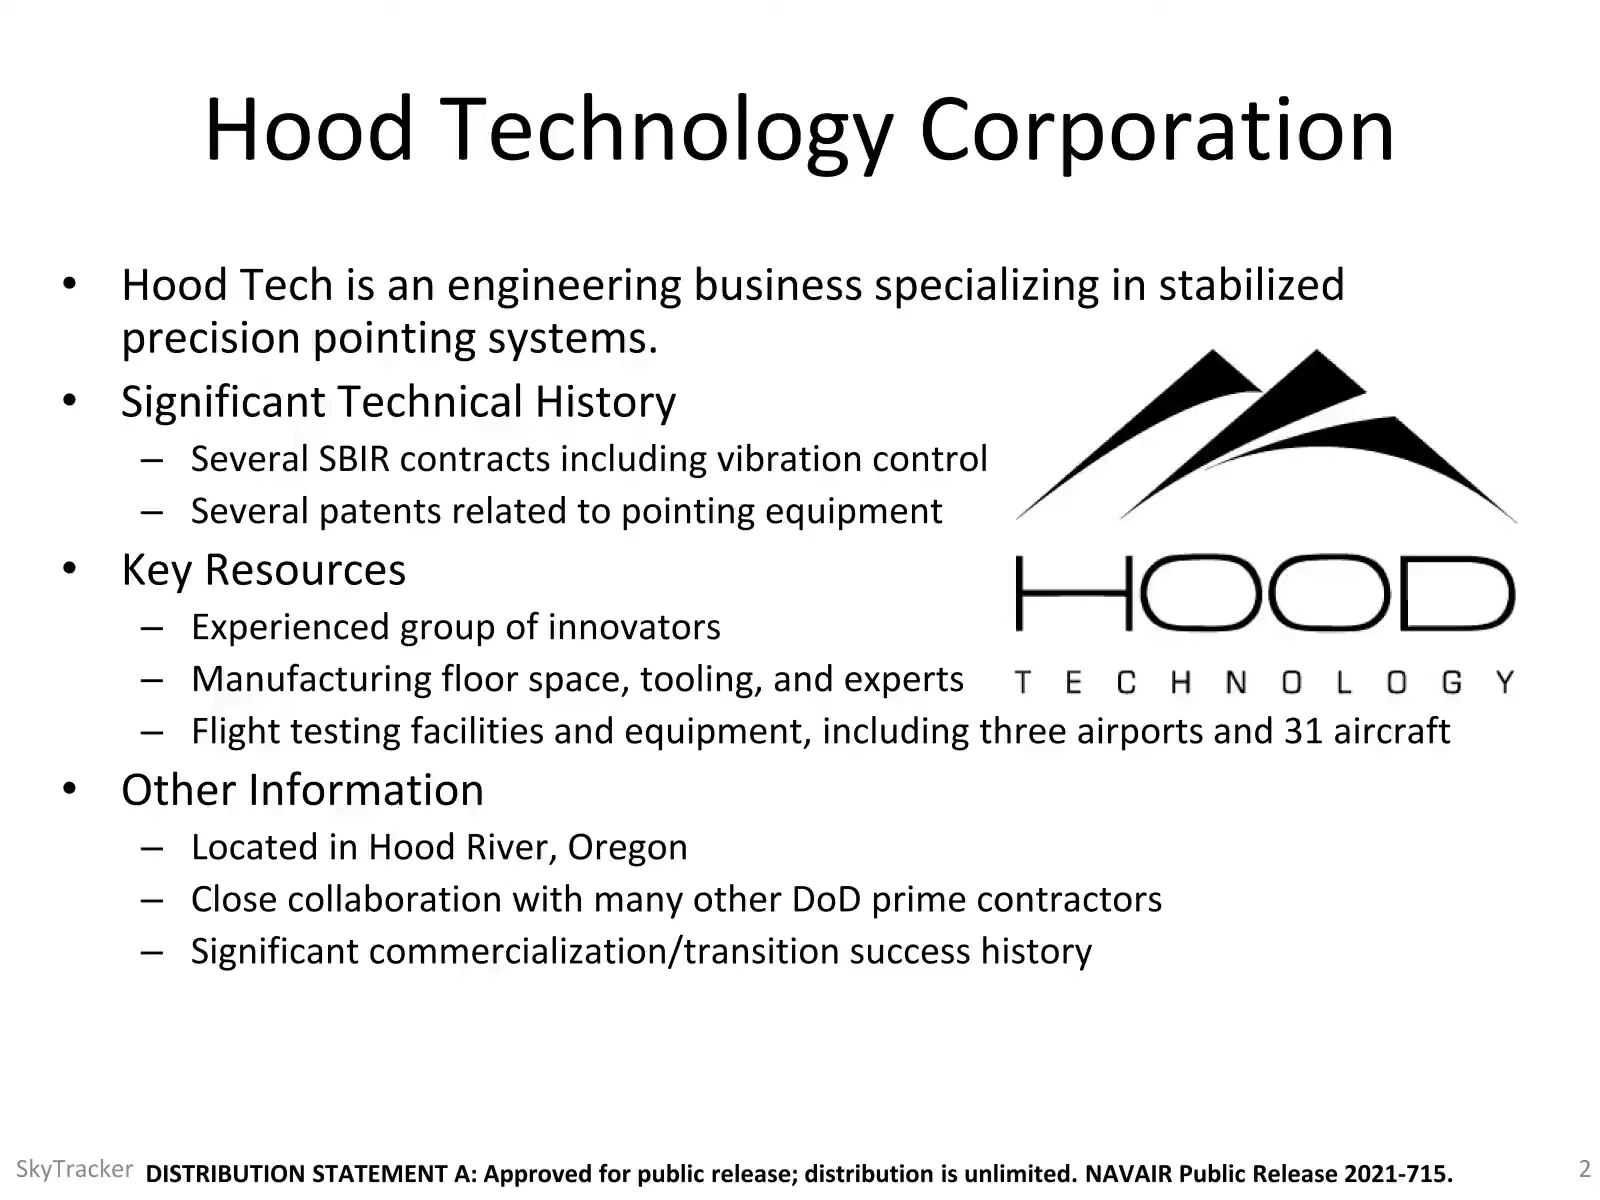 Hood Technology Corporation
• Hood Tech is an engineering business specializing in stabilized
precision pointing systems.
• Significant Technical History
– Several SBIR contracts including vibration control
– Several patents related to pointing equipment
• Key Resources
– Experienced group of innovators
– Manufacturing floor space, tooling, and experts
– Flight testing facilities and equipment, including three airports and 31 aircraft
• Other Information
– Located in Hood River, Oregon
– Close collaboration with many other DoD prime contractors
– Significant commercialization/transition success history
HOOD
TECHNOLOGY
SkyTracker DISTRIBUTION STATEMENT A: Approved for public release; distribution is unlimited. NAVAIR Public Release 2021-715. 2